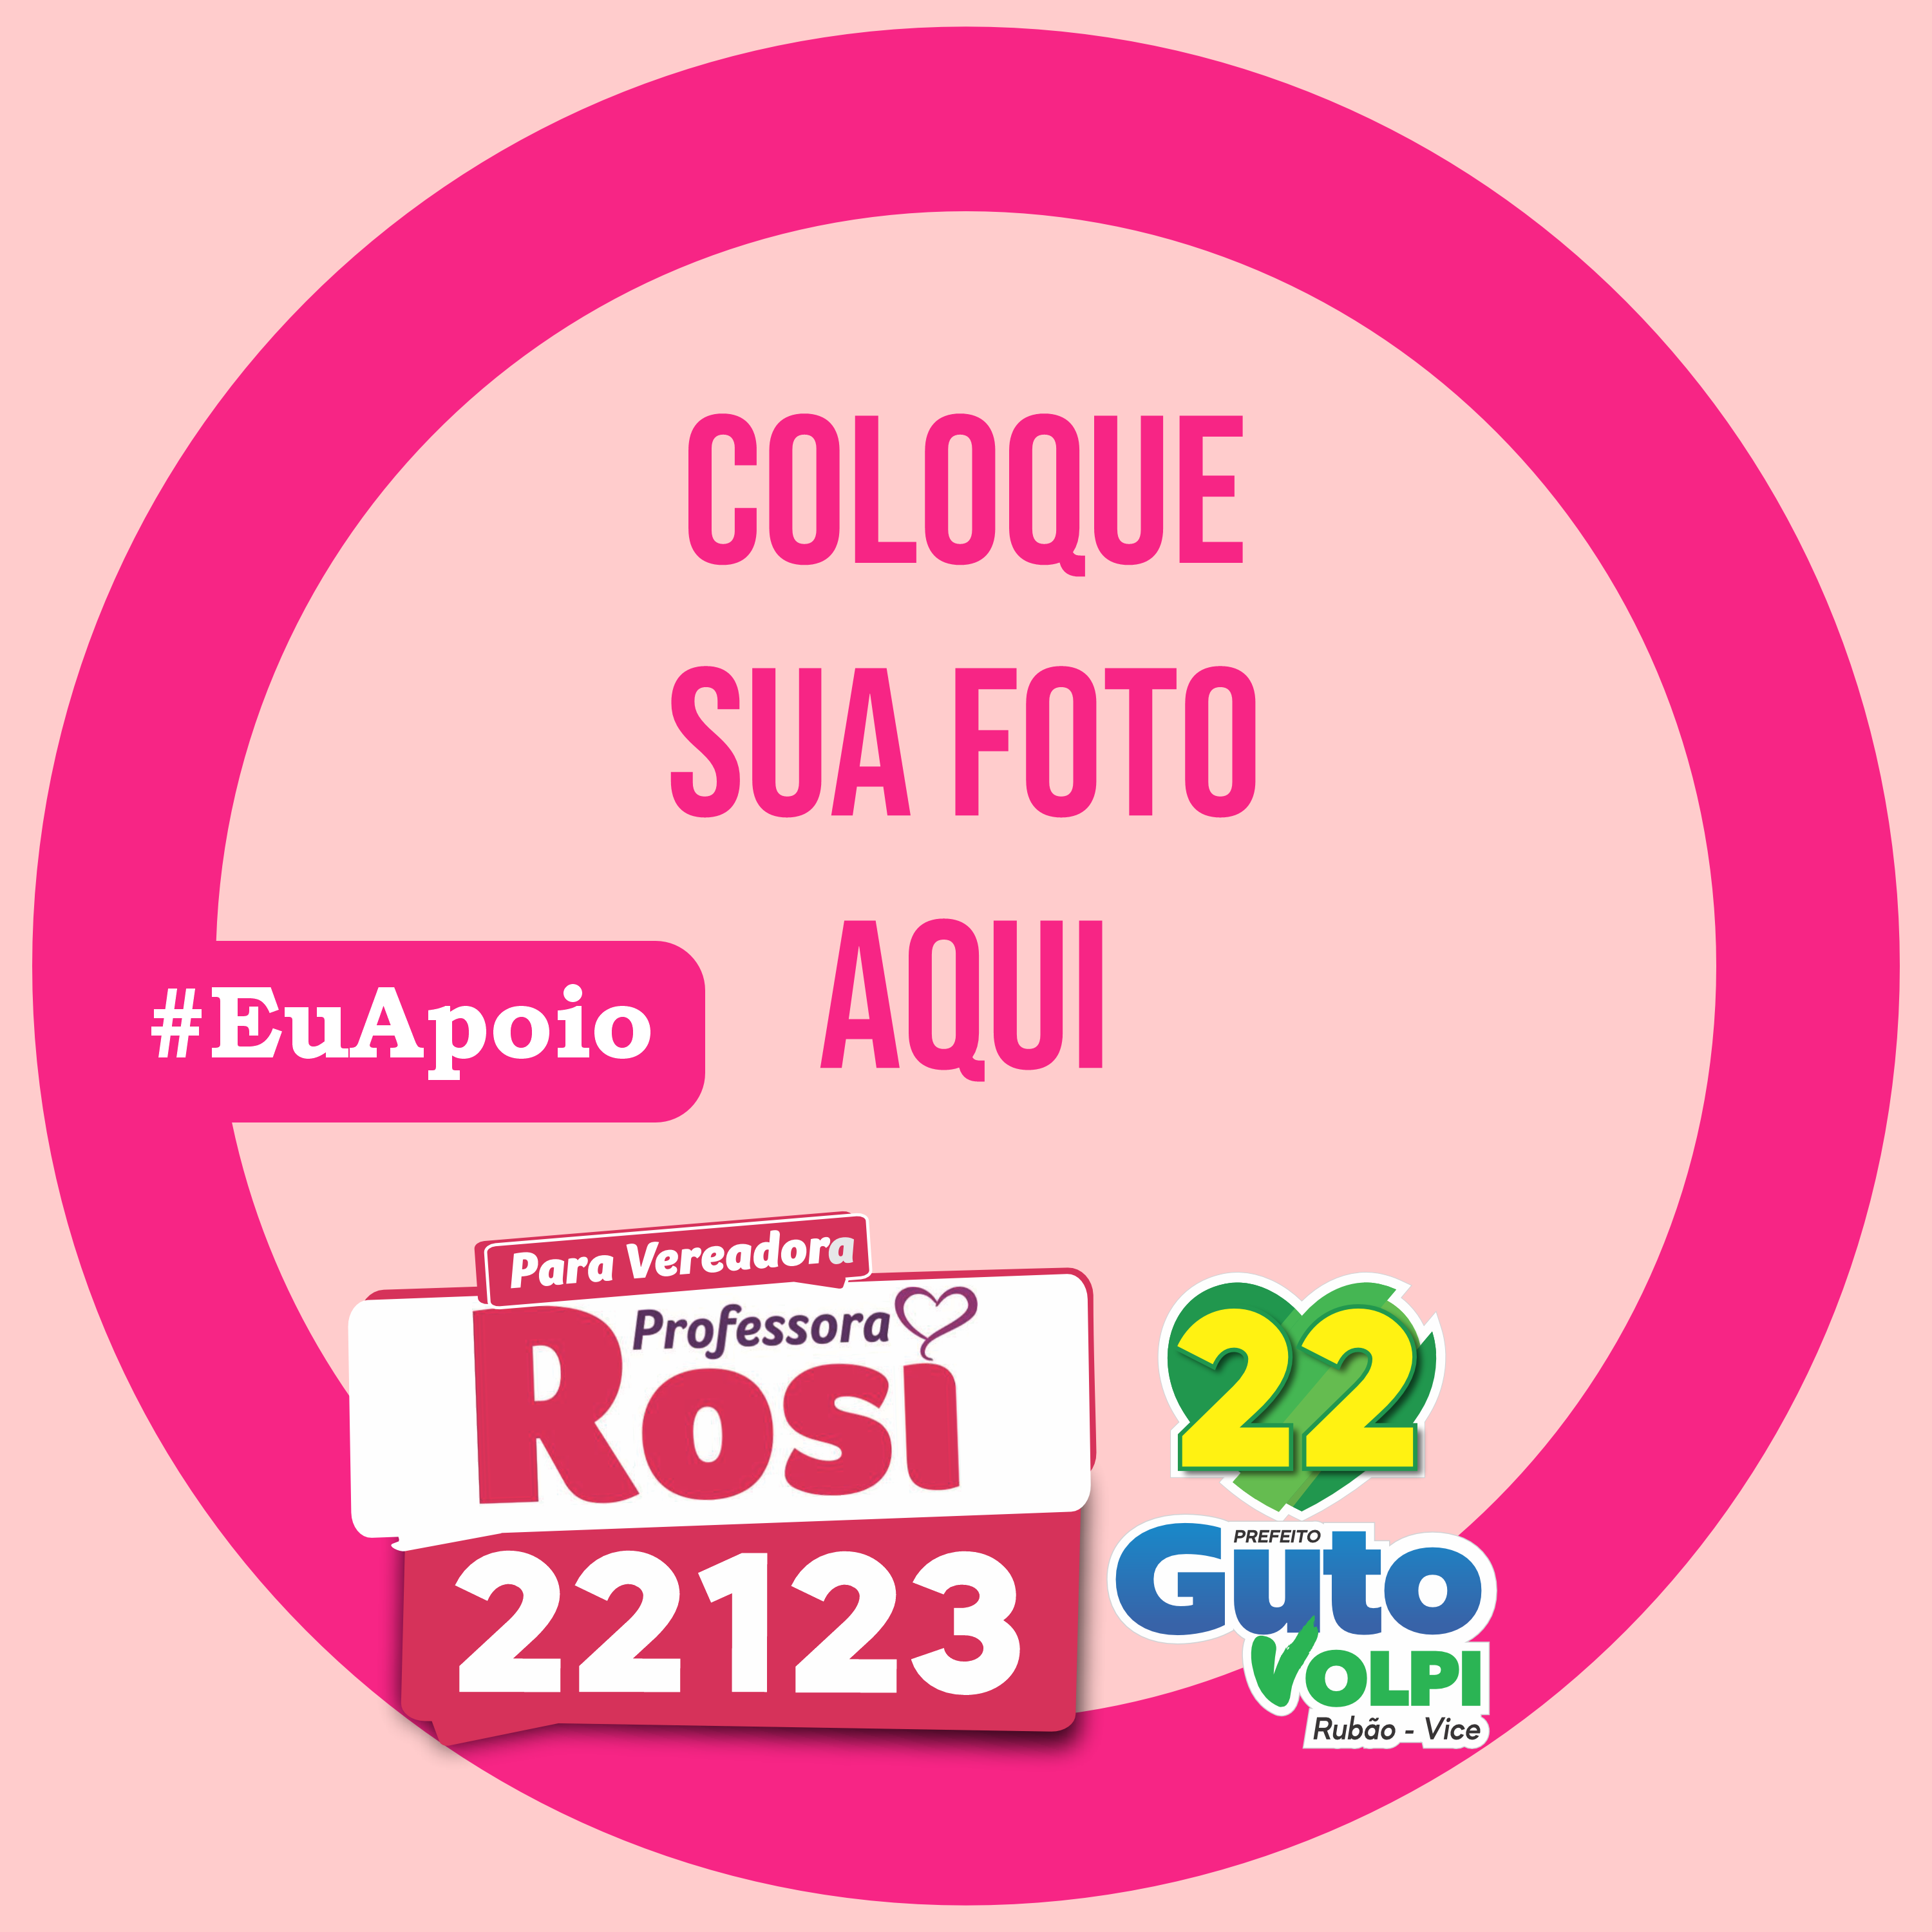 COLOQUE
SUA FOTO
AQUI
#EuApoio
Para Vereadora
Professora
Rosi
22123
22
PREFEITO
Guto
VOLPI
Rubão - Vice